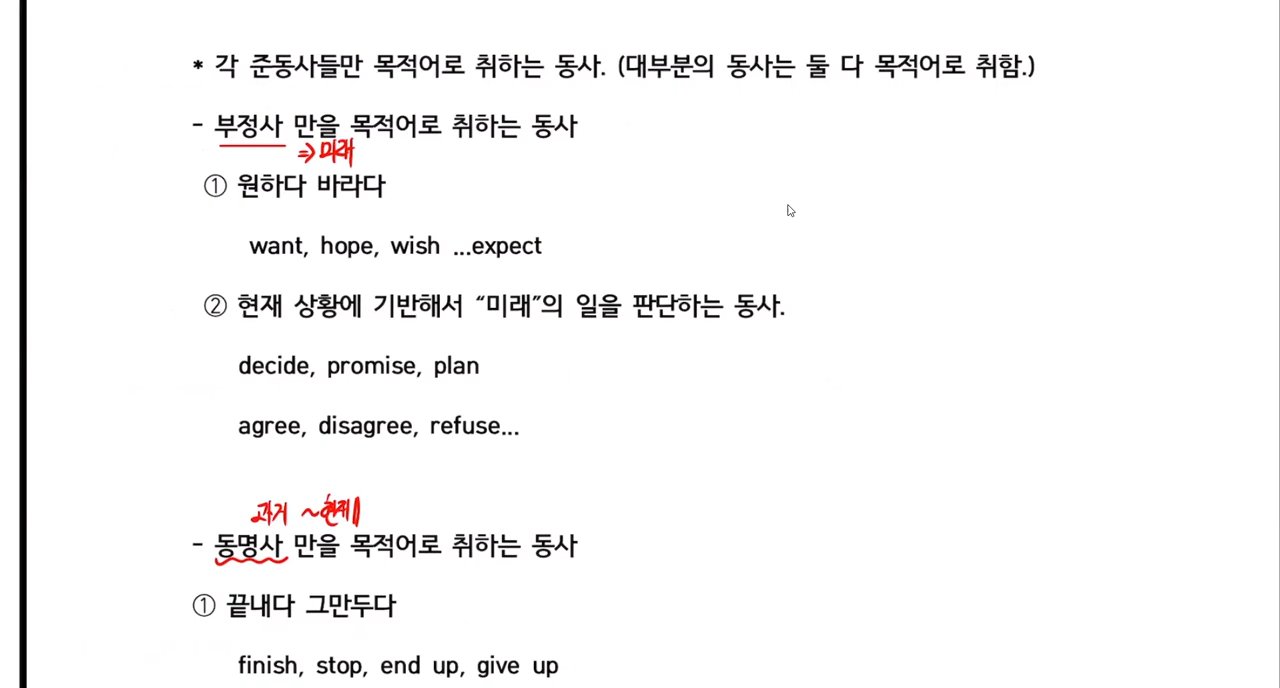 * 각 준동사들만 목적어로 취하는 동사. (대부분의 동사는 둘 다 목적어로 취함.)
- 부정사 만을 목적어로 취하는 동사
⇒ 미래
① 원하다 바라다
want, hope, wish ...expect
② 현재 상황에 기반해서 “미래”의 일을 판단하는 동사.
decide, promise, plan
agree, disagree, refuse...
과거 ~현재
- 동명사 만을 목적어로 취하는 동사
① 끝내다 그만두다
finish, stop, end up, give up